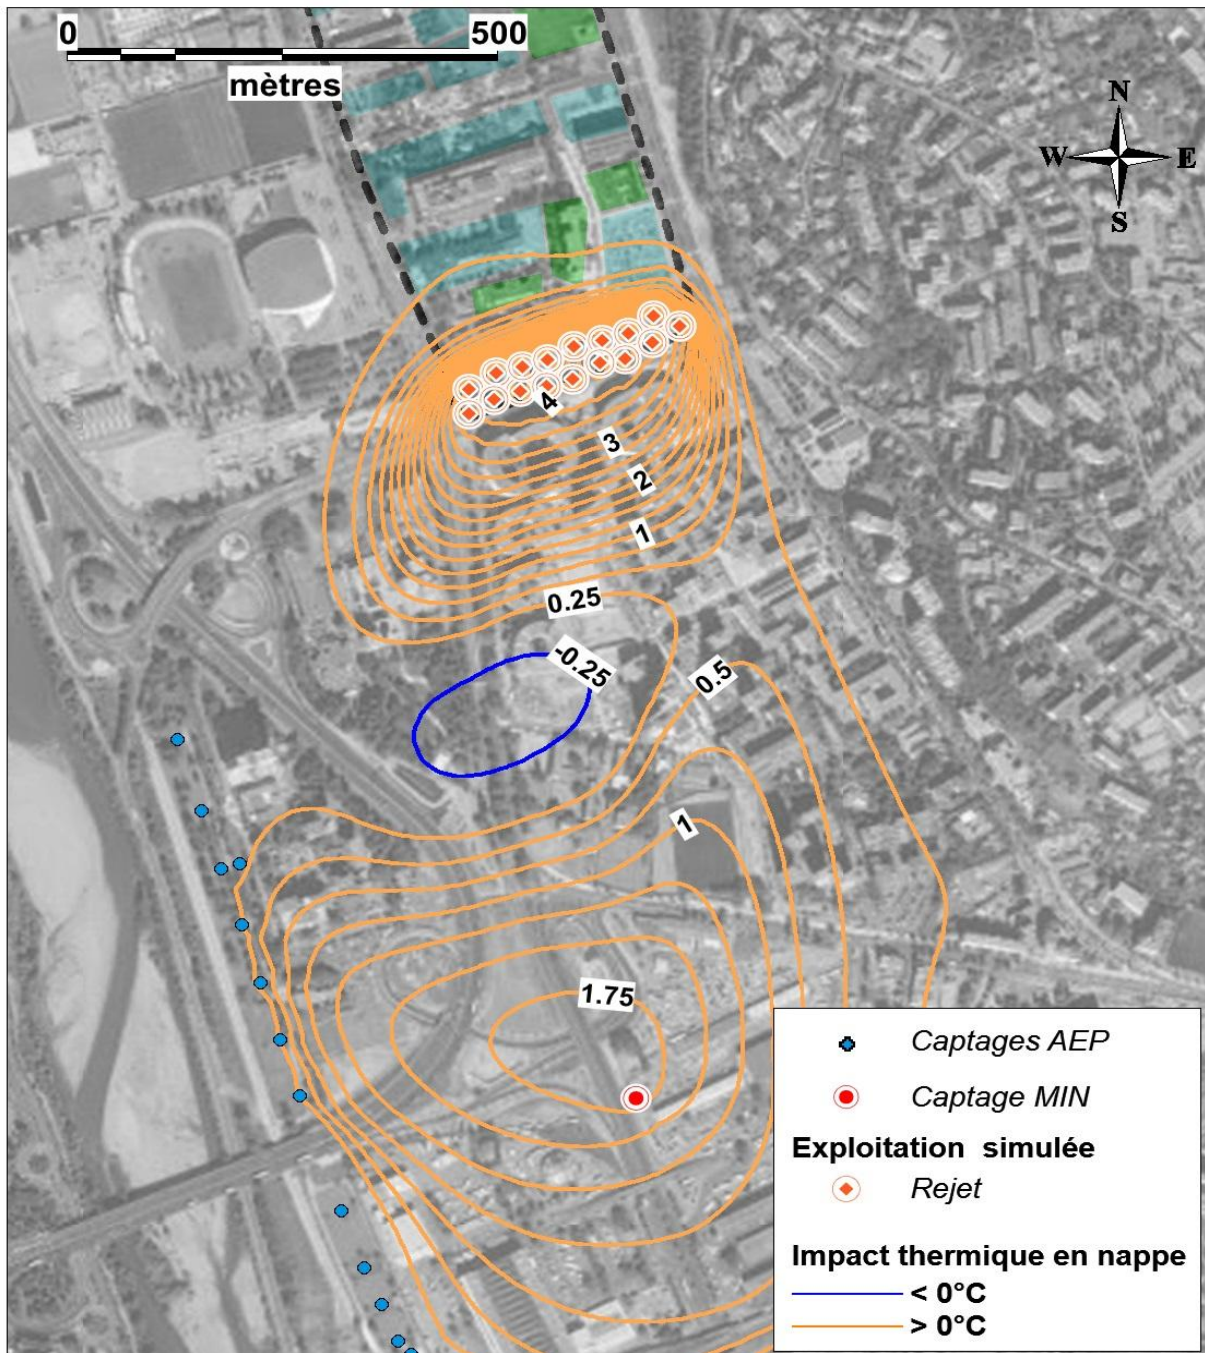 0 500
mètres
N
W E
S
4
3
2
1
0.25
-0.25
0.5
1
1.75
Captages AEP
Captage MIN
Exploitation simulée
Rejet
Impact thermique en nappe
< 0°C
> 0°C